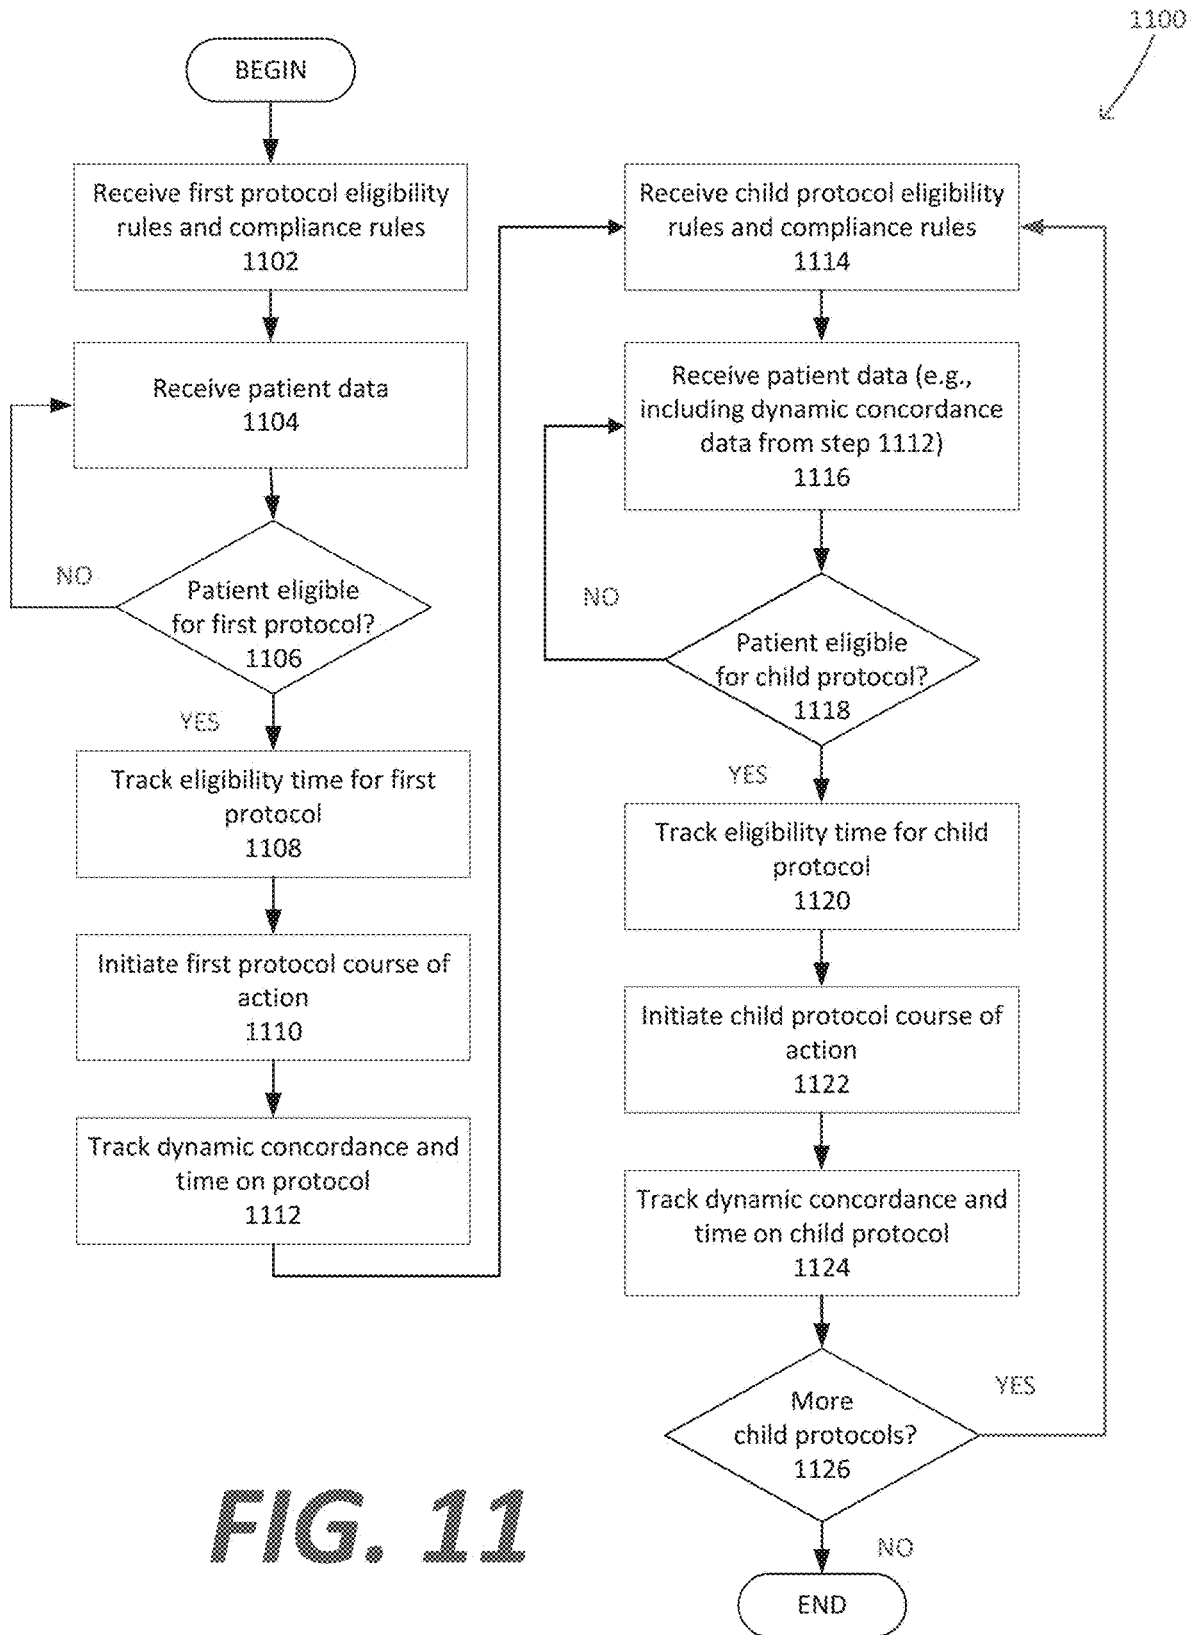 1100
BEGIN
Receive first protocol eligibility
rules and compliance rules
1102
Receive patient data
1104
NO
Patient eligible
for first protocol?
1106
YES
Track eligibility time for first
protocol
1108
Initiate first protocol course of
action
1110
Track dynamic concordance and
time on protocol
1112
Receive child protocol eligibility
rules and compliance rules
1114
Receive patient data (e.g.,
including dynamic concordance
data from step 1112)
1116
NO
Patient eligible
for child protocol?
1118
YES
Track eligibility time for child
protocol
1120
Initiate child protocol course of
action
1122
Track dynamic concordance and
time on child protocol
1124
More
child protocols?
1126
YES
NO
END
FIG. 11